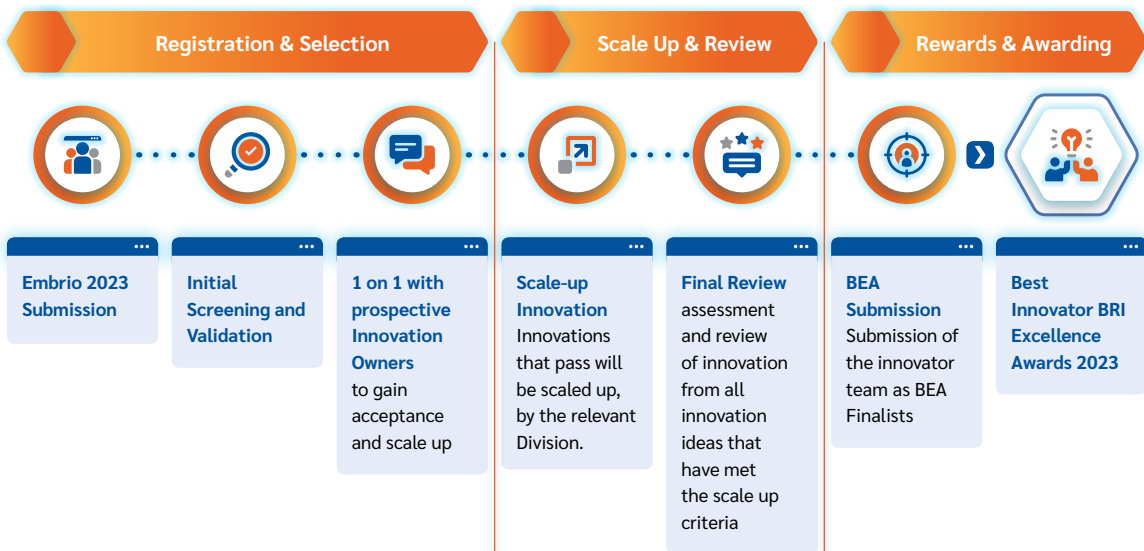 Registration & Selection
Scale Up & Review
Rewards & Awarding
Embrio 2023
Submission
Initial
Screening and
Validation
1 on 1 with
prospective
Innovation
Owners
to gain
acceptance
and scale up
Scale-up
Innovation
Innovations
that pass will
be scaled up,
by the relevant
Division.
Final Review
assessment
and review
of innovation
from all
innovation
ideas that
have met
the scale up
criteria
BEA
Submission
Submission of
the innovator
team as BEA
Finalists
Best
Innovator BRI
Excellence
Awards 2023